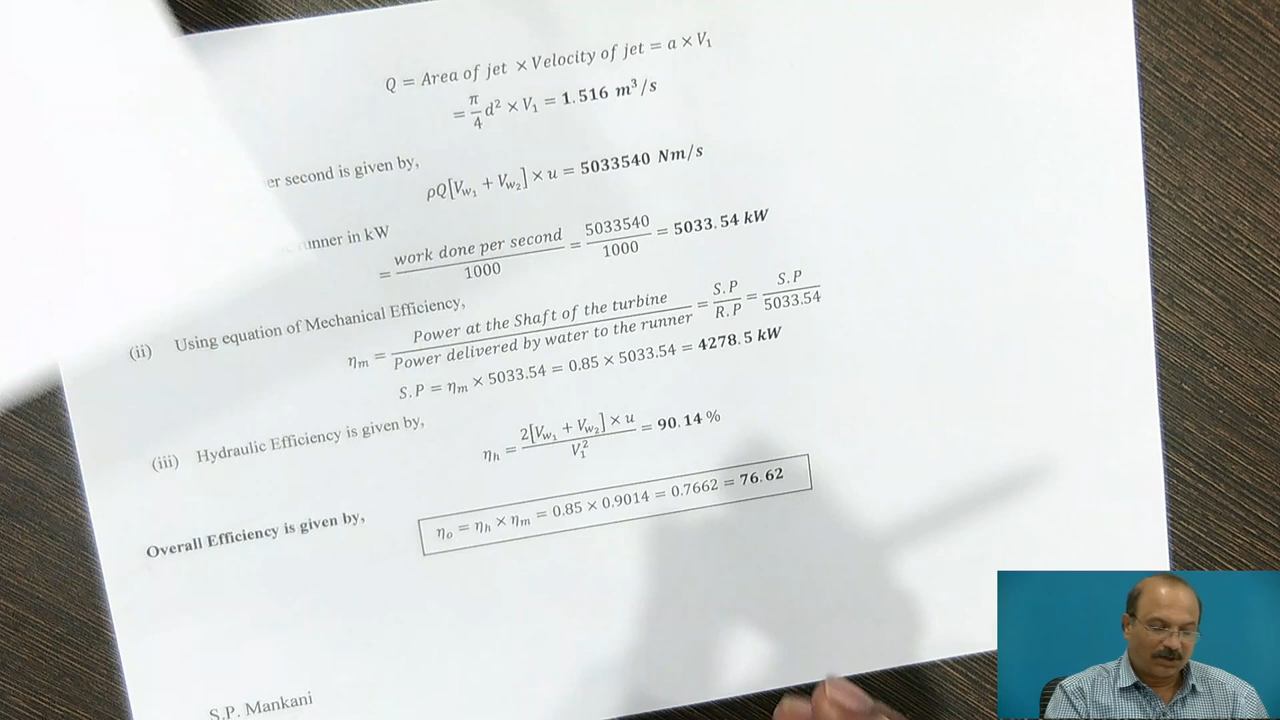 Q = Area of jet × Velocity of jet = a × V₁
= π/4 d² × V₁ = 1.516 m³/s
er second is given by,
ρQ[V_w₁ + V_w₂] × u = 5033540 Nm/s
runner in kW
= work done per second/1000 = 5033540/1000 = 5033.54 kW
(ii) Using equation of Mechanical Efficiency,
η_m = Power at the Shaft of the turbine/Power delivered by water to the runner = S.P/R.P = S.P/5033.54
S.P = η_m × 5033.54 = 0.85 × 5033.54 = 4278.5 kW
(iii) Hydraulic Efficiency is given by,
η_h = 2[V_w₁ + V_w₂] × u/V₁² = 90.14 %
Overall Efficiency is given by,
η_o = η_h × η_m = 0.85 × 0.9014 = 0.7662 = 76.62
S.P. Mankani